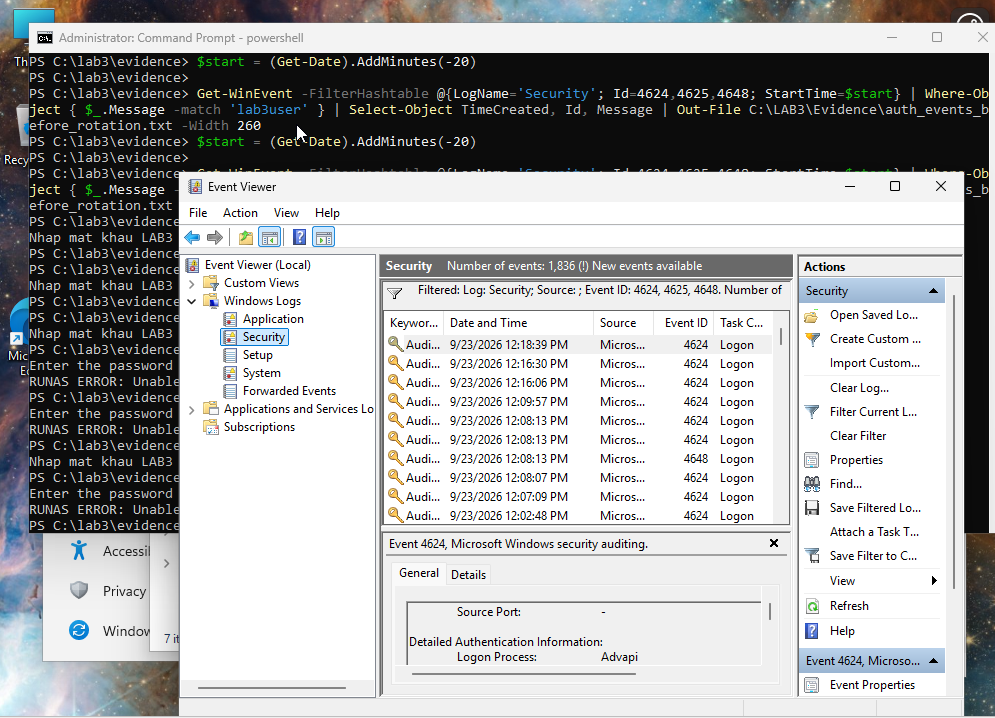 Administrator: Command Prompt - powershell
Th
PS C:\lab3\evidence> $start = (Get-Date).AddMinutes(-20)
PS C:\lab3\evidence>
PS C:\lab3\evidence> Get-WinEvent -FilterHashtable @{LogName='Security'; Id=4624,4625,4648; StartTime=$start} | Where-Ob
ject { $_.Message -match 'lab3user' } | Select-Object TimeCreated, Id, Message | Out-File C:\LAB3\Evidence\auth_events_b
efore_rotation.txt -Width 260
PS C:\lab3\evidence> $start = (Get-Date).AddMinutes(-20)
PS C:\lab3\evidence>
Recy
PS C:\lab3\evidence>
ject { $_.Message -
efore_rotation.txt
PS C:\lab3\evidence
Nhap mat khau LAB3
PS C:\lab3\evidence
PS C:\lab3\evidence
Nhap mat khau LAB3
PS C:\lab3\evidence
PS C:\lab3\evidence
Nhap mat khau LAB3
PS C:\lab3\evidence
Enter the password
RUNAS ERROR: Unable
PS C:\lab3\evidence
Enter the password
RUNAS ERROR: Unable
PS C:\lab3\evidence
Nhap mat khau LAB3
PS C:\lab3\evidence
Enter the password
RUNAS ERROR: Unable
PS C:\lab3\evidence
Mic
Accessi
Privacy
Window
7 it
Event Viewer
File Action View Help
Event Viewer (Local)
Custom Views
Windows Logs
Application
Security
Setup
System
Forwarded Events
Applications and Services Lo
Subscriptions
Security Number of events: 1,836 (!) New events available
Filtered: Log: Security; Source: ; Event ID: 4624, 4625, 4648. Number of
Keywor... Date and Time Source Event ID Task C...
Audi... 9/23/2026 12:18:39 PM Micros... 4624 Logon
Audi... 9/23/2026 12:16:30 PM Micros... 4624 Logon
Audi... 9/23/2026 12:16:06 PM Micros... 4624 Logon
Audi... 9/23/2026 12:09:57 PM Micros... 4624 Logon
Audi... 9/23/2026 12:08:13 PM Micros... 4624 Logon
Audi... 9/23/2026 12:08:13 PM Micros... 4624 Logon
Audi... 9/23/2026 12:08:13 PM Micros... 4648 Logon
Audi... 9/23/2026 12:08:07 PM Micros... 4624 Logon
Audi... 9/23/2026 12:07:09 PM Micros... 4624 Logon
Audi... 9/23/2026 12:02:48 PM Micros... 4624 Logon
Event 4624, Microsoft Windows security auditing.
General Details
Source Port: -
Detailed Authentication Information:
Logon Process: Advapi
Actions
Security
Open Saved Lo...
Create Custom ...
Import Custom...
Clear Log...
Filter Current L...
Clear Filter
Properties
Find...
Save Filtered Lo...
Attach a Task T...
Save Filter to C...
View
Refresh
Help
Event 4624, Microso...
Event Properties